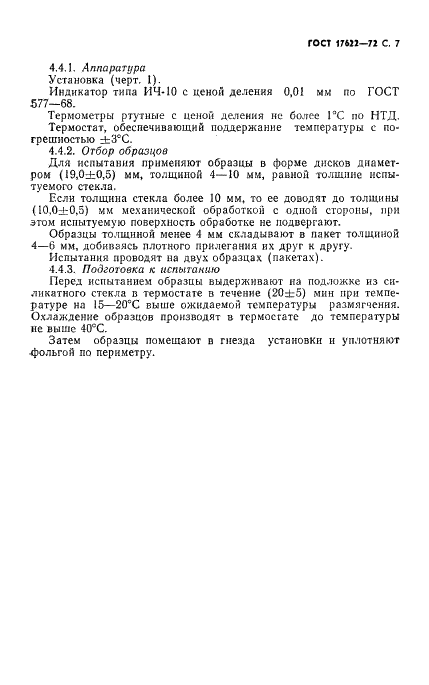 ГОСТ 17622—72 С. 7
4.4.1. Аппаратура
Установка (черт. 1).
Индикатор типа ИЧ-10 с ценой деления 0,01 мм по ГОСТ
577—68.
Термометры ртутные с ценой деления не более 1°С по НТД.
Термостат, обеспечивающий поддержание температуры с по-
грешностью ±3°С.
4.4.2. Отбор образцов
Для испытания применяют образцы в форме дисков диамет-
ром (19,0±0,5) мм, толщиной 4—10 мм, равной толщине испы-
туемого стекла.
Если толщина стекла более 10 мм, то ее доводят до толщины
(10,0±0,5) мм механической обработкой с одной стороны, при
этом испытуемую поверхность обработке не подвергают.
Образцы толщиной менее 4 мм складывают в пакет толщиной
4—6 мм, добиваясь плотного прилегания их друг к другу.
Испытания проводят на двух образцах (пакетах).
4.4.3. Подготовка к испытанию
Перед испытанием образцы выдерживают на подложке из си-
ликатного стекла в термостате в течение (20±5) мин при темпе-
ратуре на 15—20°С выше ожидаемой температуры размягчения.
Охлаждение образцов производят в термостате до температуры
не выше 40°С.
Затем образцы помещают в гнезда установки и уплотняют
фольгой по периметру.